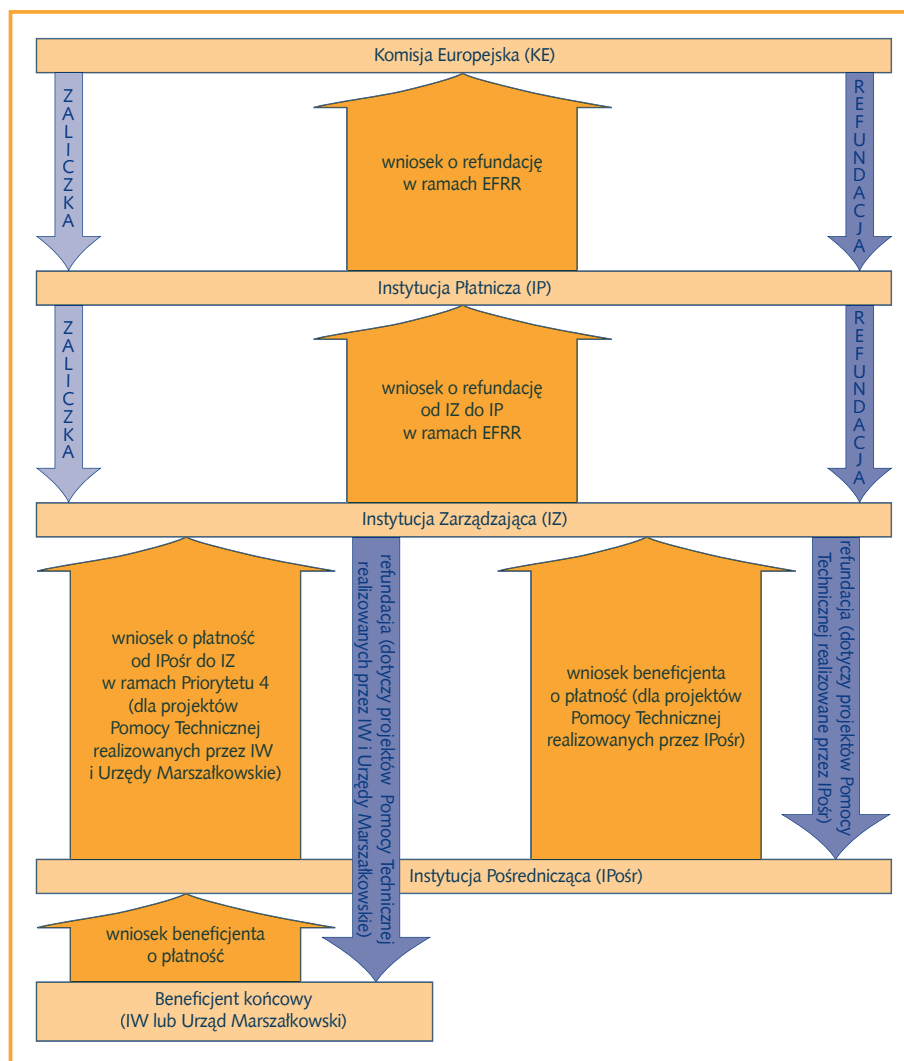 Komisja Europejska (KE)
ZALICZKA
wniosek o refundację
w ramach EFRR
REFUNDACJA
Instytucja Płatnicza (IP)
ZALICZKA
wniosek o refundację
od IZ do IP
w ramach EFRR
REFUNDACJA
Instytucja Zarządzająca (IZ)
wniosek o płatność
od IPośr do IZ
w ramach Priorytetu 4
(dla projektów
Pomocy Technicznej
realizowanych przez IW
i Urzędy Marszałkowskie)
refundacja (dotyczy projektów Pomocy Technicznej
realizowanych przez IW i Urzędy Marszałkowskie)
wniosek beneficjenta
o płatność (dla projektów
Pomocy Technicznej
realizowanych przez IPośr)
refundacja (dotyczy projektów Pomocy
Technicznej realizowane przez IPośr)
Instytucja Pośrednicząca (IPośr)
wniosek beneficjenta
o płatność
Beneficjent końcowy
(IW lub Urząd Marszałkowski)